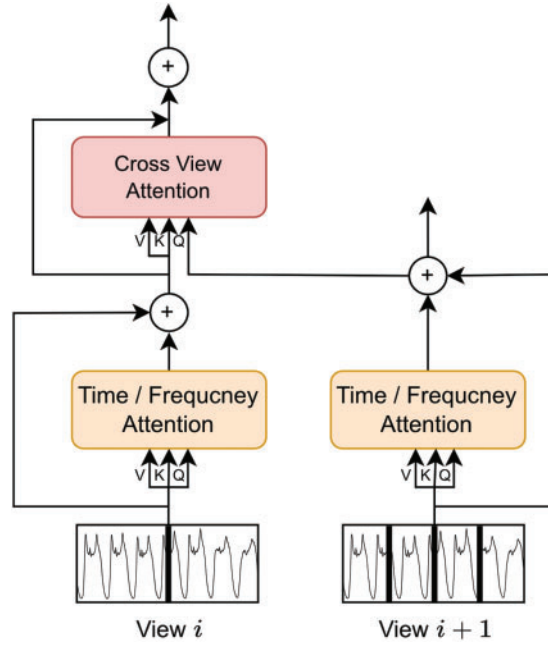 +
Cross View
Attention
V K Q
+
+
Time / Frequcney
Attention
Time / Frequcney
Attention
V K Q
V K Q
View i
View i + 1